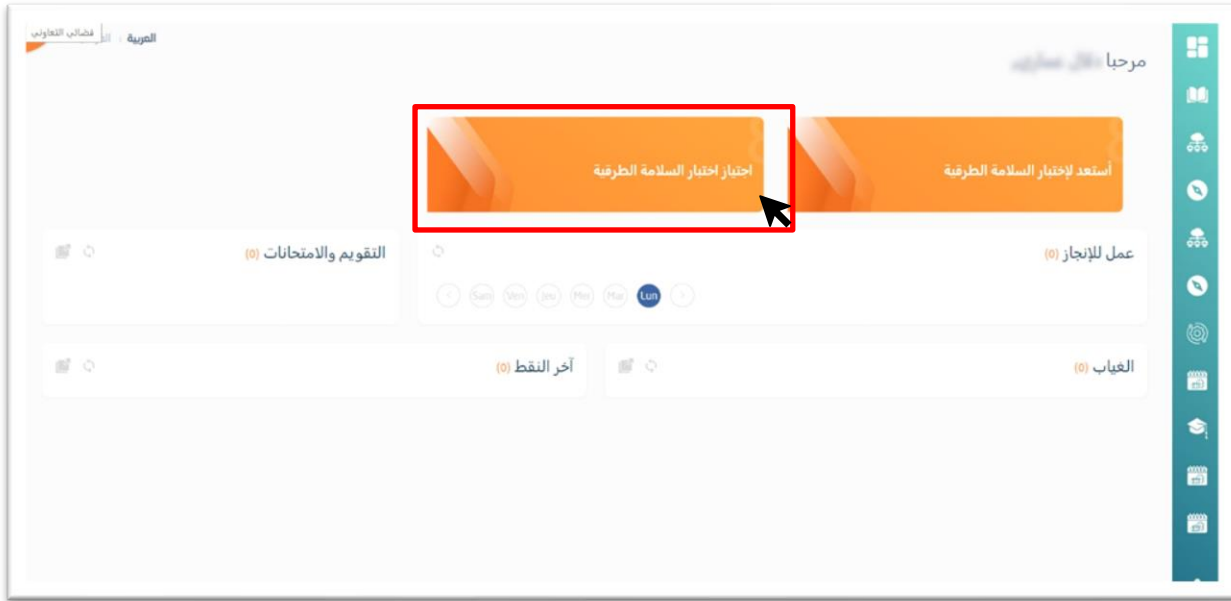 فضائي التعاوني
العربية
مرحبا
أستعد لإختبار السلامة الطرقية
اجتياز اختبار السلامة الطرقية
عمل للإنجاز (0)
Lun Mar Mer Jeu Ven Sam
التقويم والامتحانات (0)
الغياب (0)
آخر النقط (0)